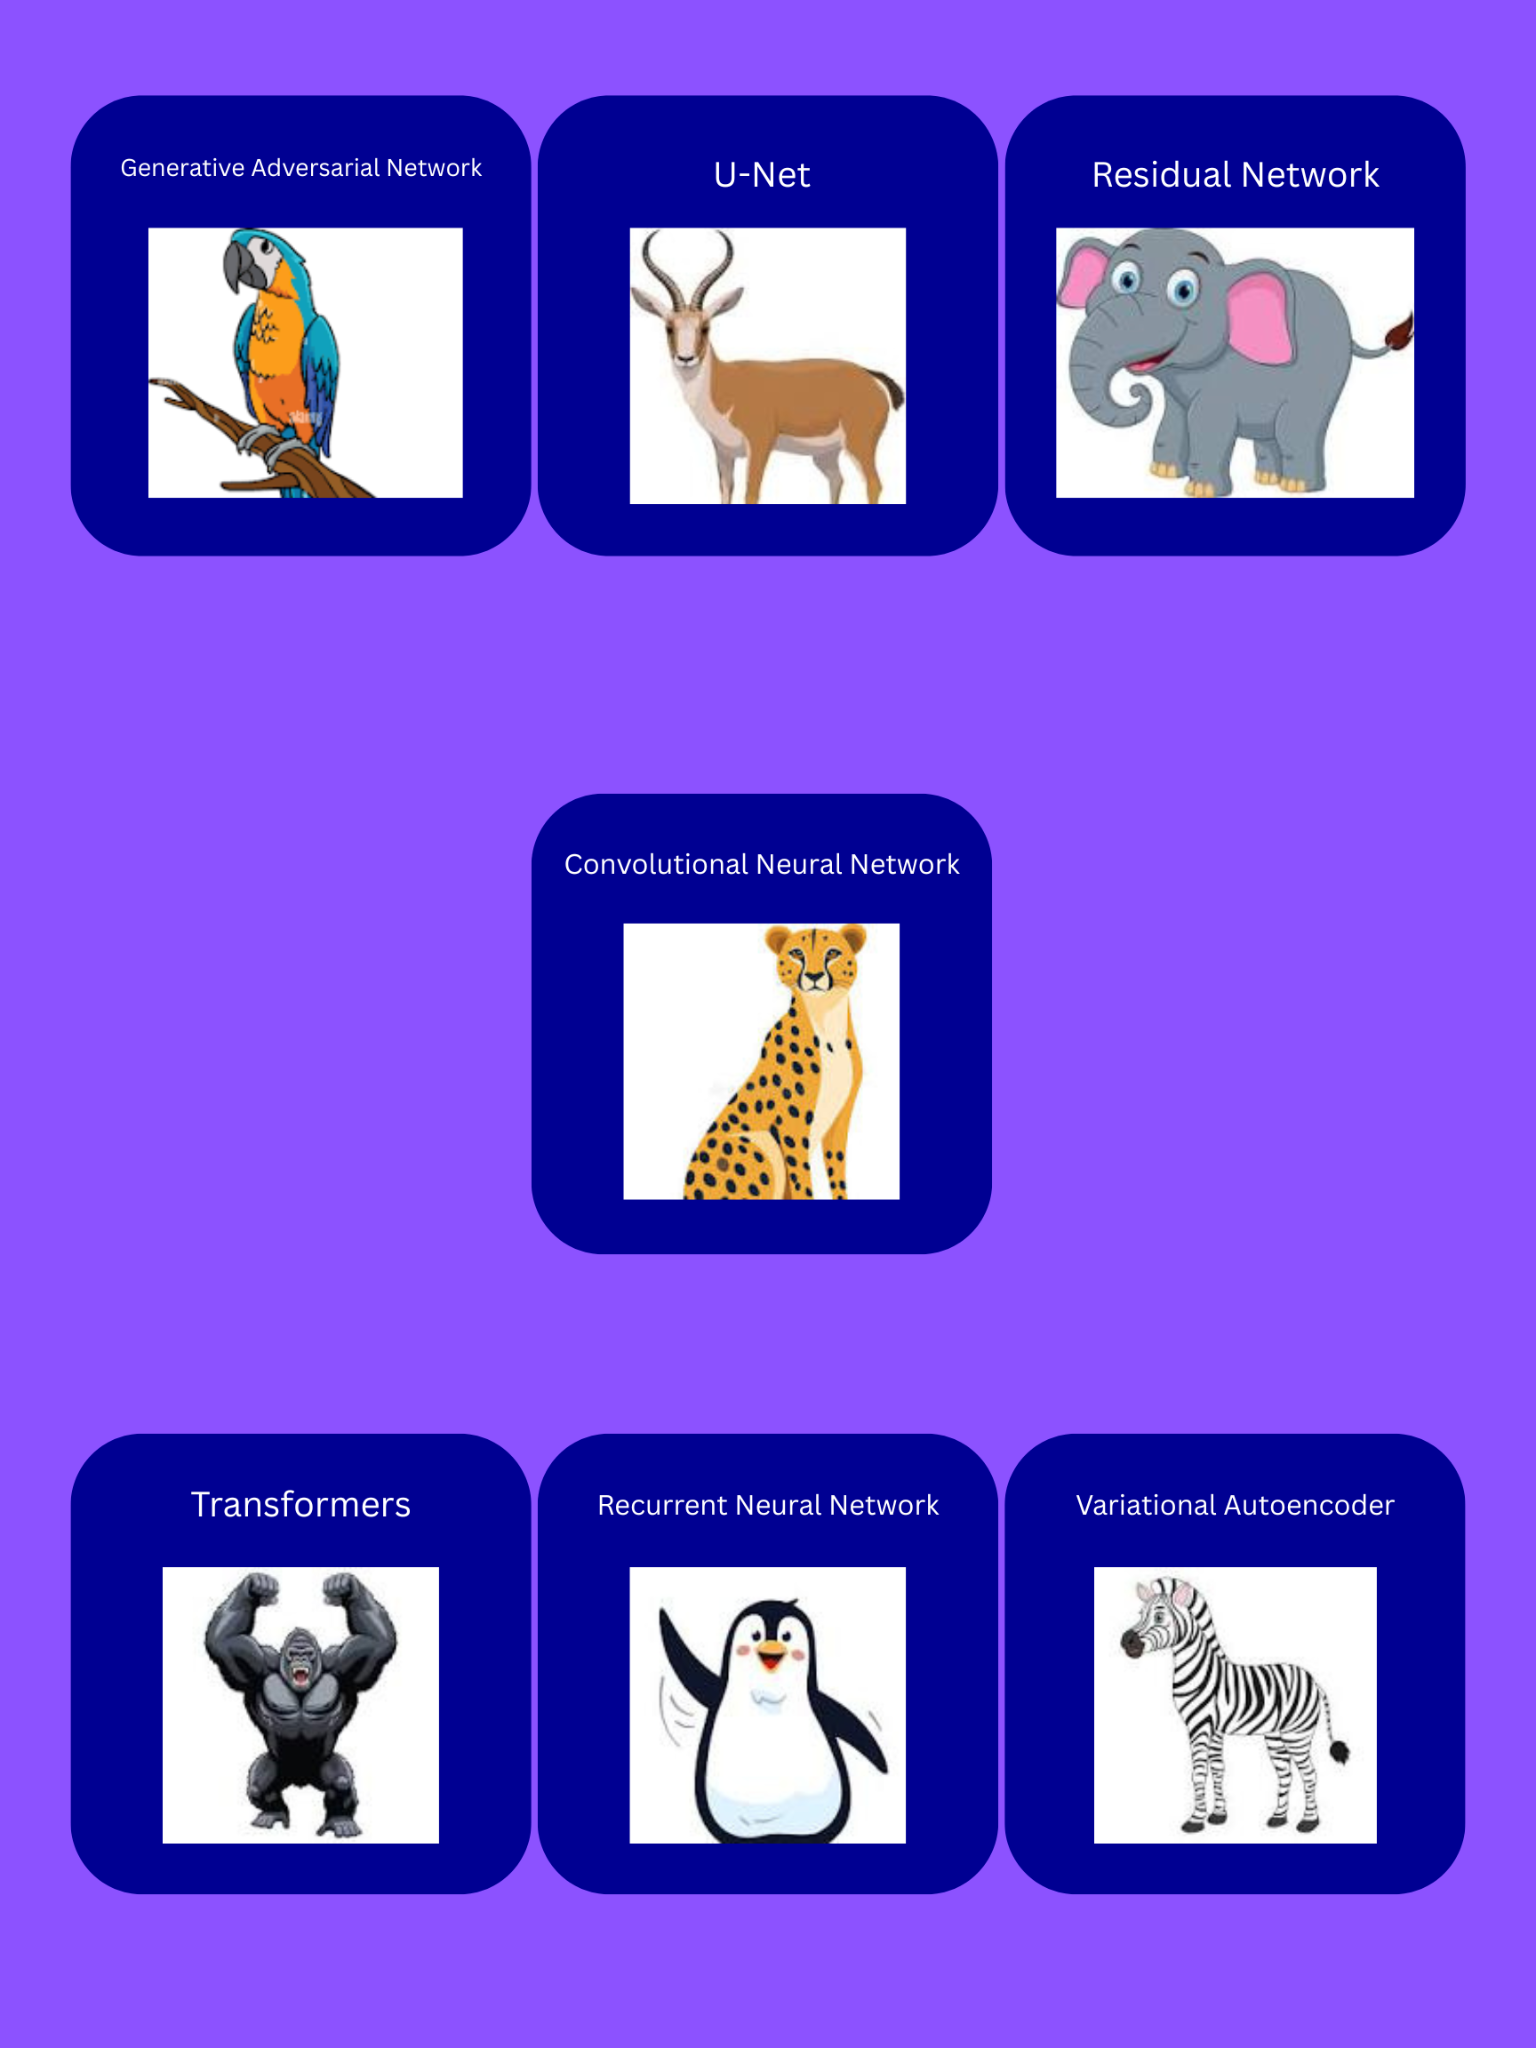 Generative Adversarial Network
U-Net
Residual Network
Convolutional Neural Network
Transformers
Recurrent Neural Network
Variational Autoencoder